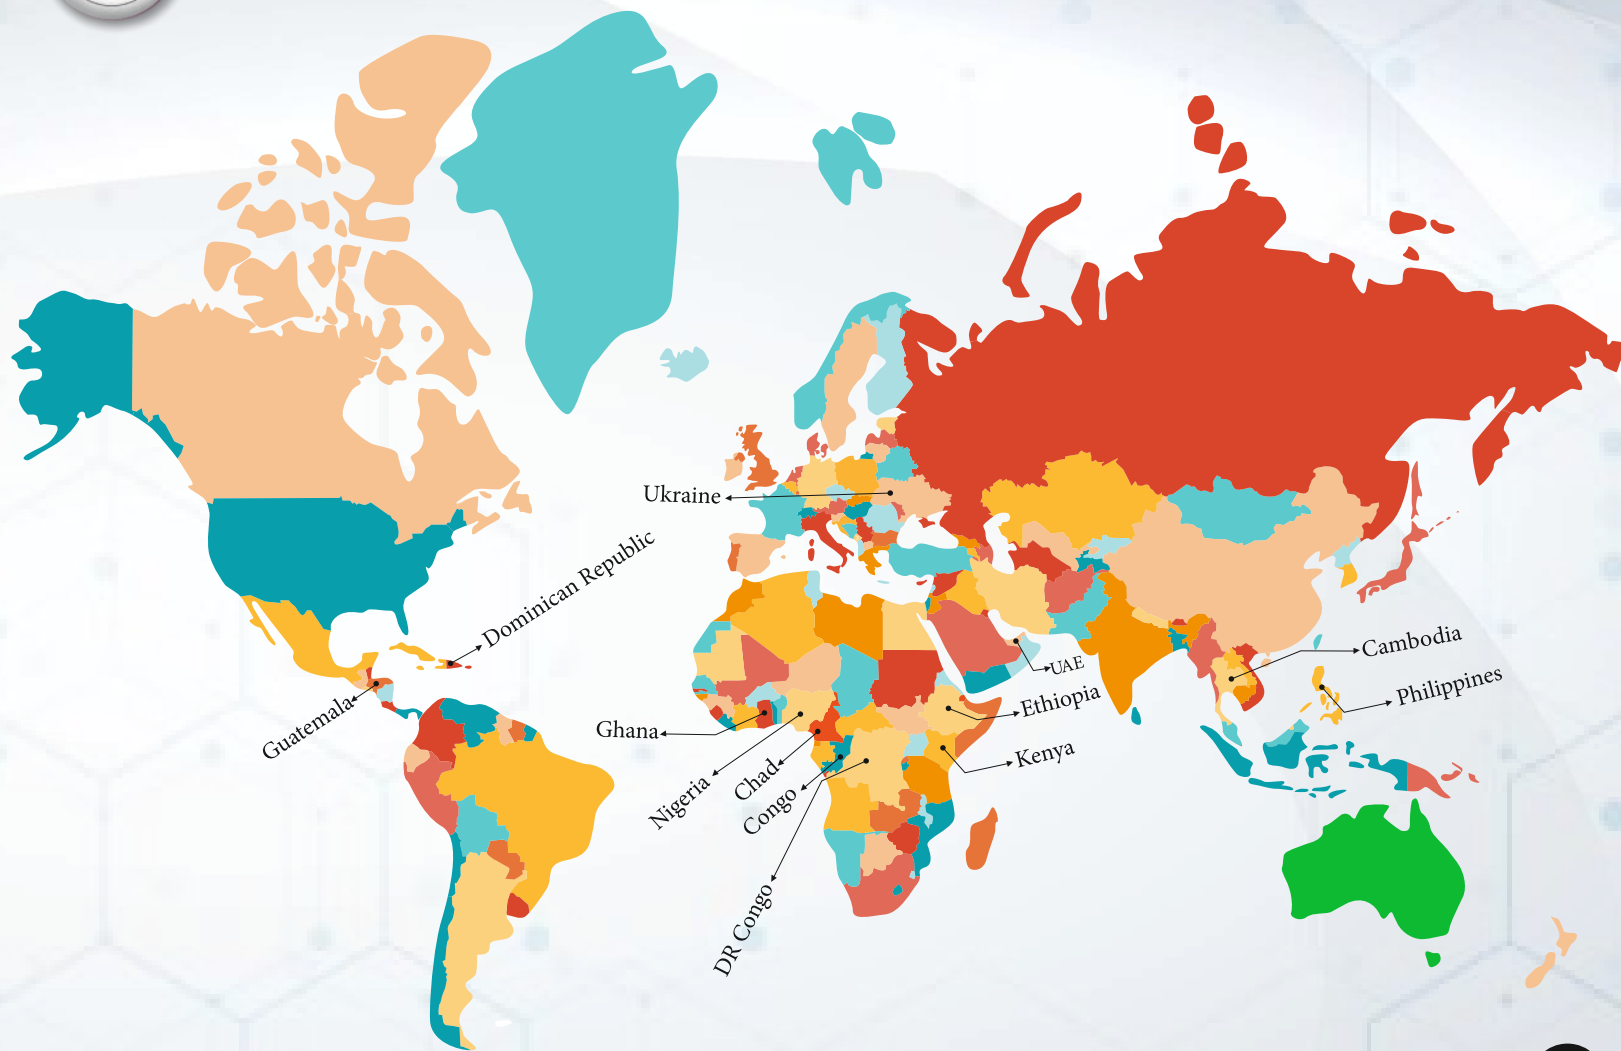 Ukraine
Dominican Republic
Cambodia
UAE
Philippines
Ethiopia
Guatemala
Ghana
Kenya
Nigeria
Chad
Congo
DR Congo